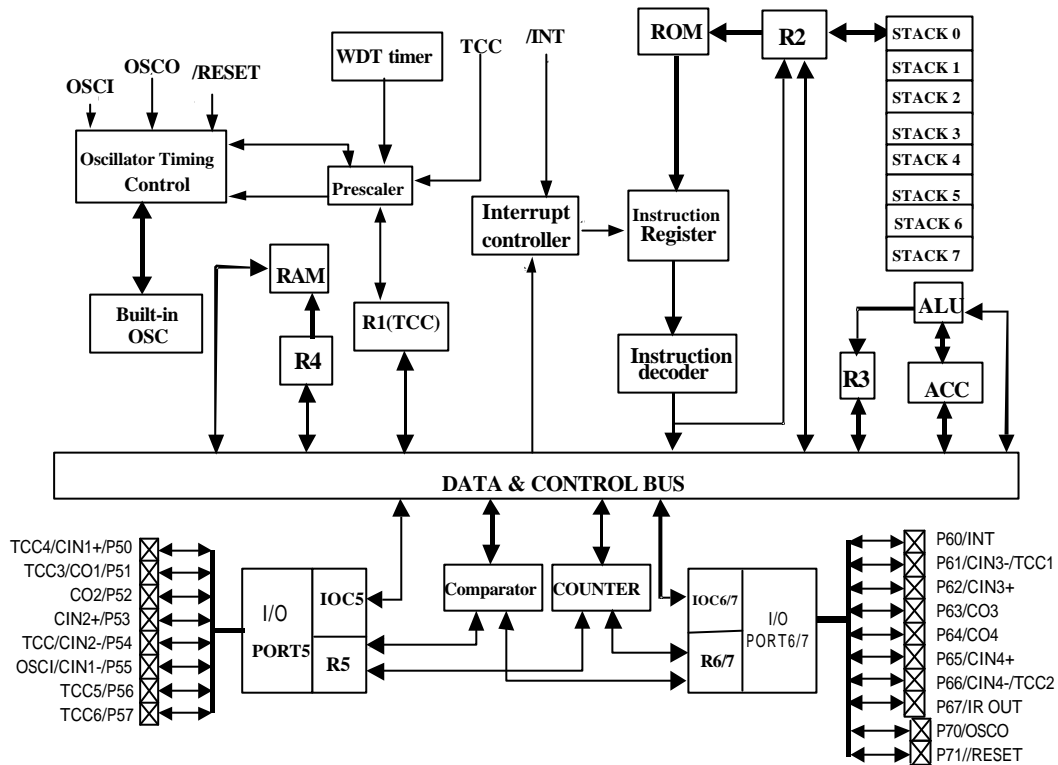 OSCI
OSCO
/RESET
WDT timer
TCC
/INT
ROM
R2
STACK 0
STACK 1
STACK 2
STACK 3
STACK 4
STACK 5
STACK 6
STACK 7
Oscillator Timing
Control
Prescaler
Interrupt
controller
Instruction
Register
Built-in
OSC
RAM
R4
R1(TCC)
Instruction
decoder
ALU
R3
ACC
DATA & CONTROL BUS
TCC4/CIN1+/P50
TCC3/CO1/P51
CO2/P52
CIN2+/P53
TCC/CIN2-/P54
OSCI/CIN1-/P55
TCC5/P56
TCC6/P57
I/O
PORT5
IOC5
R5
Comparator
COUNTER
IOC6/7
R6/7
I/O
PORT6/7
P60/INT
P61/CIN3-/TCC1
P62/CIN3+
P63/CO3
P64/CO4
P65/CIN4+
P66/CIN4-/TCC2
P67/IR OUT
P70/OSCO
P71//RESET